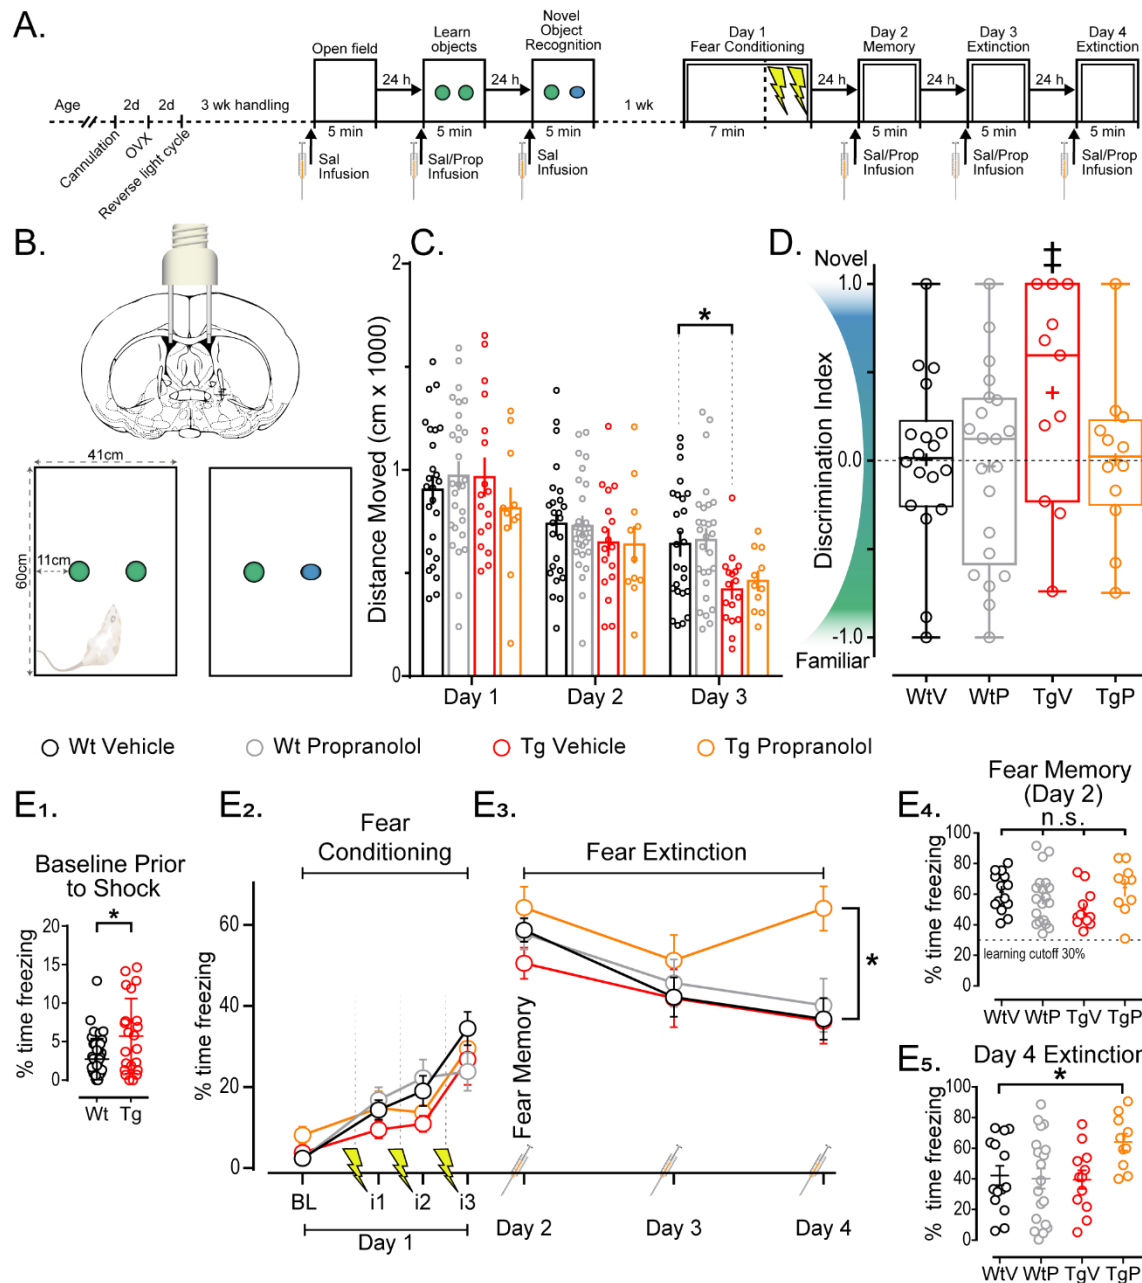 A.
Open field
Learn
objects
Novel
Object
Recognition
Day 1
Fear Conditioning
Day 2
Memory
Day 3
Extinction
Day 4
Extinction
24 h
24 h
24 h
24 h
24 h
Age
2d
2d
3 wk handling
1 wk
5 min
5 min
5 min
7 min
5 min
5 min
5 min
Cannulation
OVX
Reverse light cycle
Sal
Infusion
Sal/Prop
Infusion
Sal
Infusion
Sal/Prop
Infusion
Sal/Prop
Infusion
Sal/Prop
Infusion
B.
41cm
60cm
11cm
C.
Distance Moved (cm x 1000)
2
1
0
*
Day 1
Day 2
Day 3
D.
Novel
1.0
0.0
-1.0
Familiar
Discrimination Index
‡
WtV
WtP
TgV
TgP
Wt Vehicle
Wt Propranolol
Tg Vehicle
Tg Propranolol
E1.
Baseline Prior
to Shock
*
% time freezing
20
15
10
5
0
Wt
Tg
E2.
Fear
Conditioning
% time freezing
60
40
20
0
BL
i1
i2
i3
Day 1
E3.
Fear Extinction
*
Fear Memory
Day 2
Day 3
Day 4
E4.
Fear Memory
(Day 2)
n.s.
% time freezing
100
80
60
40
20
0
learning cutoff 30%
WtV
WtP
TgV
TgP
E5.
Day 4 Extinction
*
% time freezing
100
80
60
40
20
0
WtV
WtP
TgV
TgP